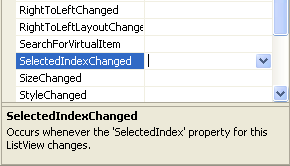 RightToLeftChanged
RightToLeftLayoutChange
SearchForVirtualItem
SelectedIndexChanged
SizeChanged
StyleChanged
SelectedIndexChanged
Occurs whenever the 'SelectedIndex' property for this
ListView changes.